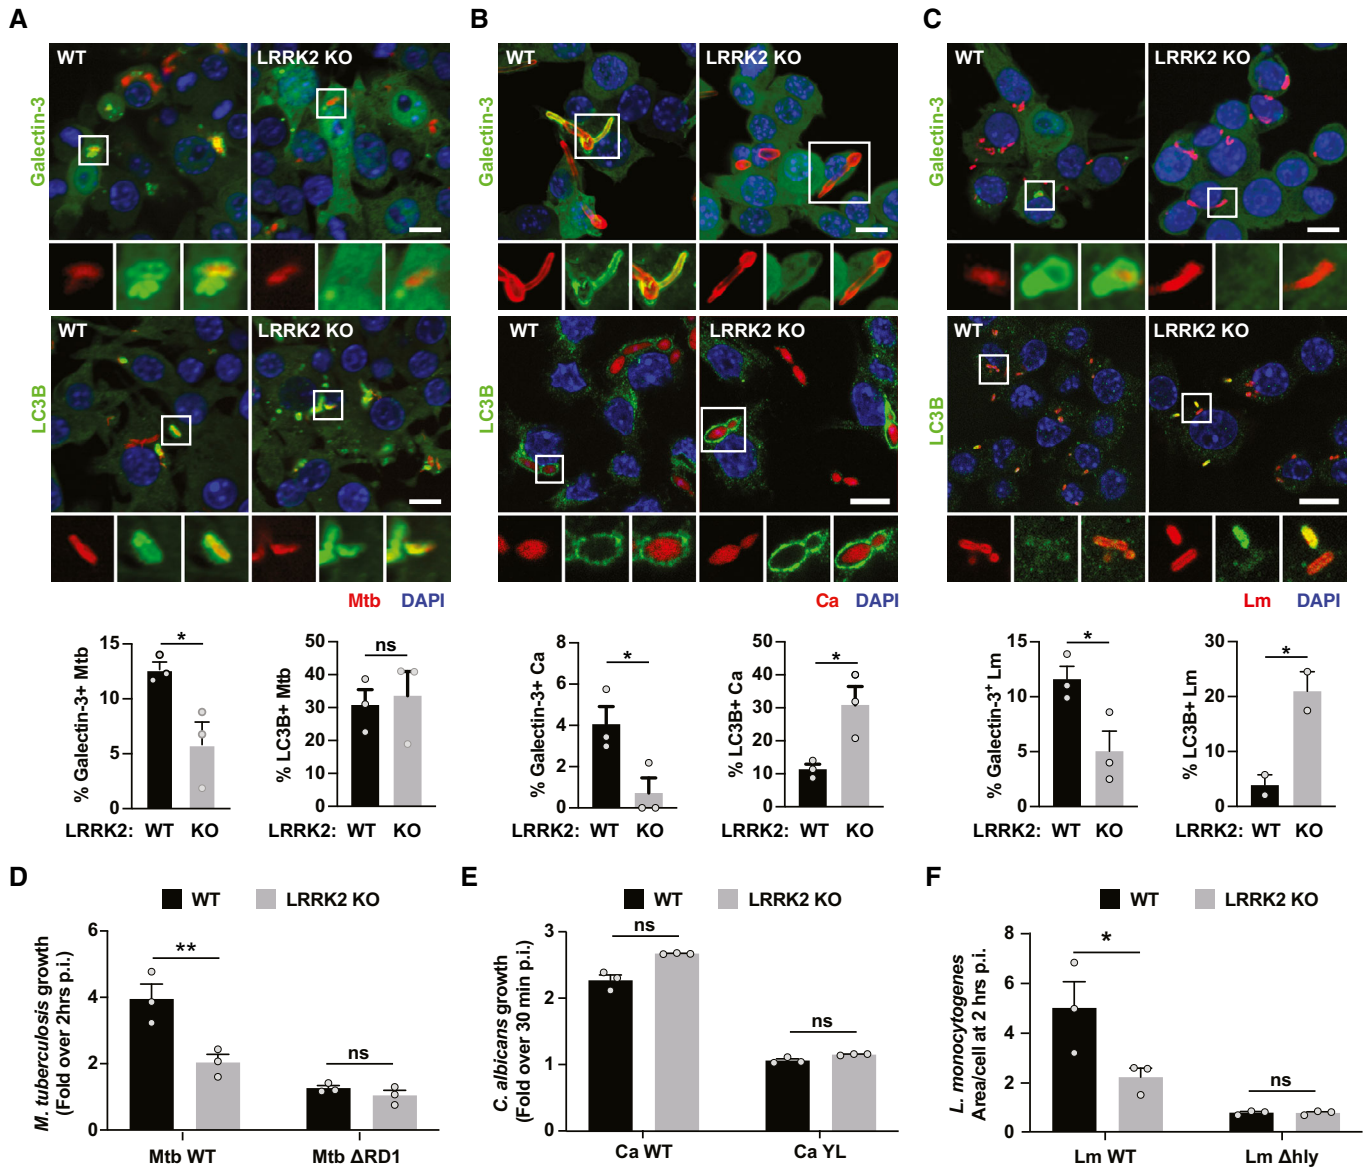 A
B
C
WT
LRRK2 KO
WT
LRRK2 KO
WT
LRRK2 KO
Galectin-3
Galectin-3
Galectin-3
WT
LRRK2 KO
WT
LRRK2 KO
WT
LRRK2 KO
LC3B
LC3B
LC3B
Mtb DAPI
Ca DAPI
Lm DAPI
% Galectin-3+ Mtb
15
10
5
0
*
LRRK2: WT KO
% LC3B+ Mtb
50
40
30
20
10
0
ns
LRRK2: WT KO
% Galectin-3+ Ca
8
6
4
2
0
*
LRRK2: WT KO
% LC3B+ Ca
50
40
30
20
10
0
*
LRRK2: WT KO
% Galectin-3⁺ Lm
15
10
5
0
*
LRRK2: WT KO
% LC3B+ Lm
30
20
10
0
*
LRRK2: WT KO
D
WT LRRK2 KO
M. tuberculosis growth
(Fold over 2hrs p.i.)
6
4
2
0
**
ns
Mtb WT Mtb ΔRD1
E
WT LRRK2 KO
C. albicans growth
(Fold over 30 min p.i.)
3
2
1
0
ns
ns
Ca WT Ca YL
F
WT LRRK2 KO
L. monocytogenes
Area/cell at 2 hrs p.i.
8
6
4
2
0
*
ns
Lm WT Lm Δhly